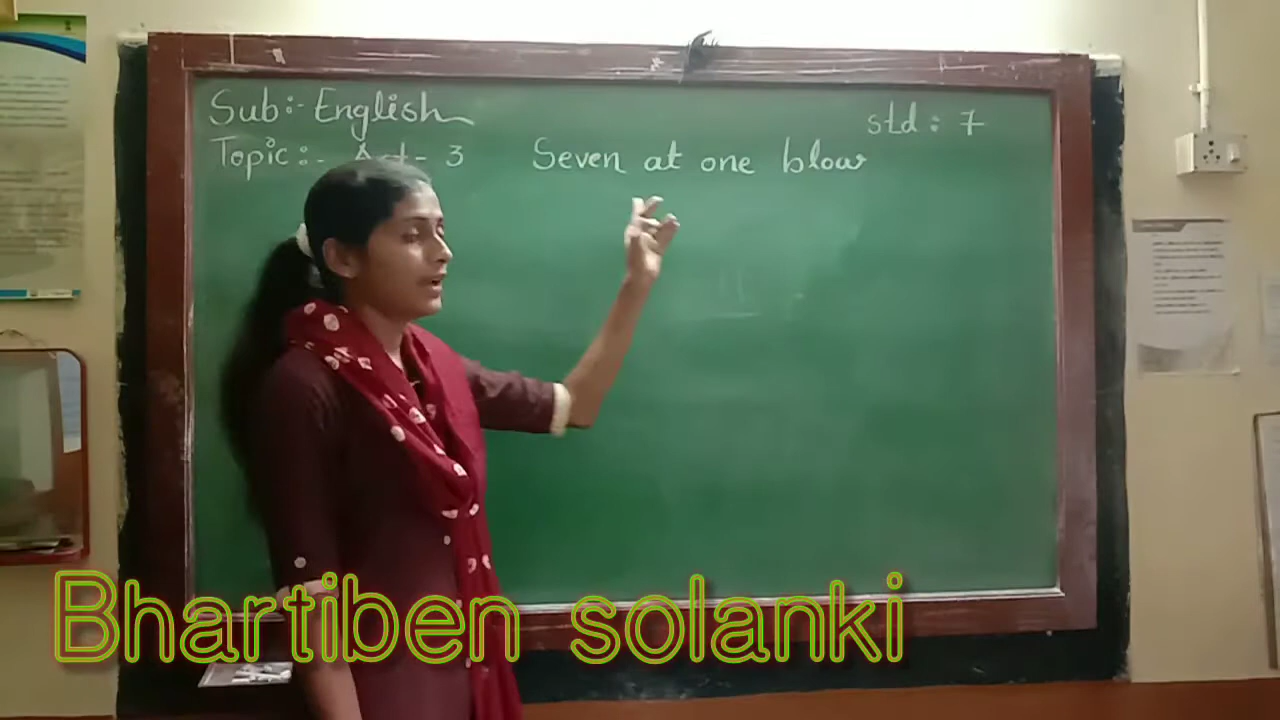 Sub:- English
std : 7
Topic :- Act- 3 Seven at one blow
Bhartiben solanki